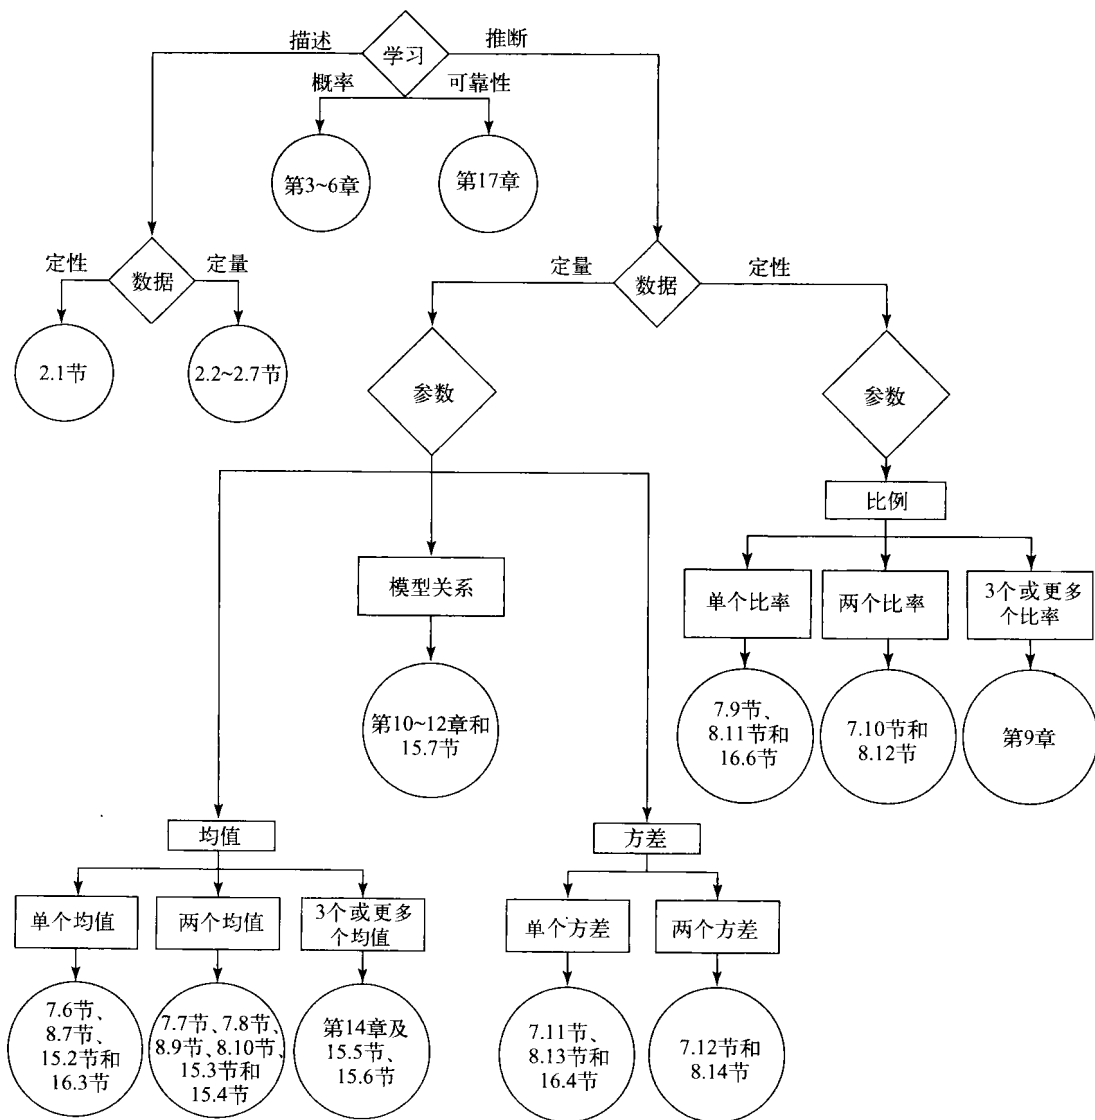 描述
学习
推断
概率
可靠性
第3~6章
第17章
定性
数据
定量
定量
数据
定性
2.1节
2.2~2.7节
参数
参数
比例
模型关系
单个比率
两个比率
3个或更多
个比率
第10~12章和
15.7节
7.9节、
8.11节和
16.6节
7.10节和
8.12节
第9章
均值
方差
单个均值
两个均值
3个或更多
个均值
单个方差
两个方差
7.6节、
8.7节、
15.2节和
16.3节
7.7节、7.8节、
8.9节、8.10节、
15.3节和
15.4节
第14章及
15.5节、
15.6节
7.11节、
8.13节和
16.4节
7.12节和
8.14节